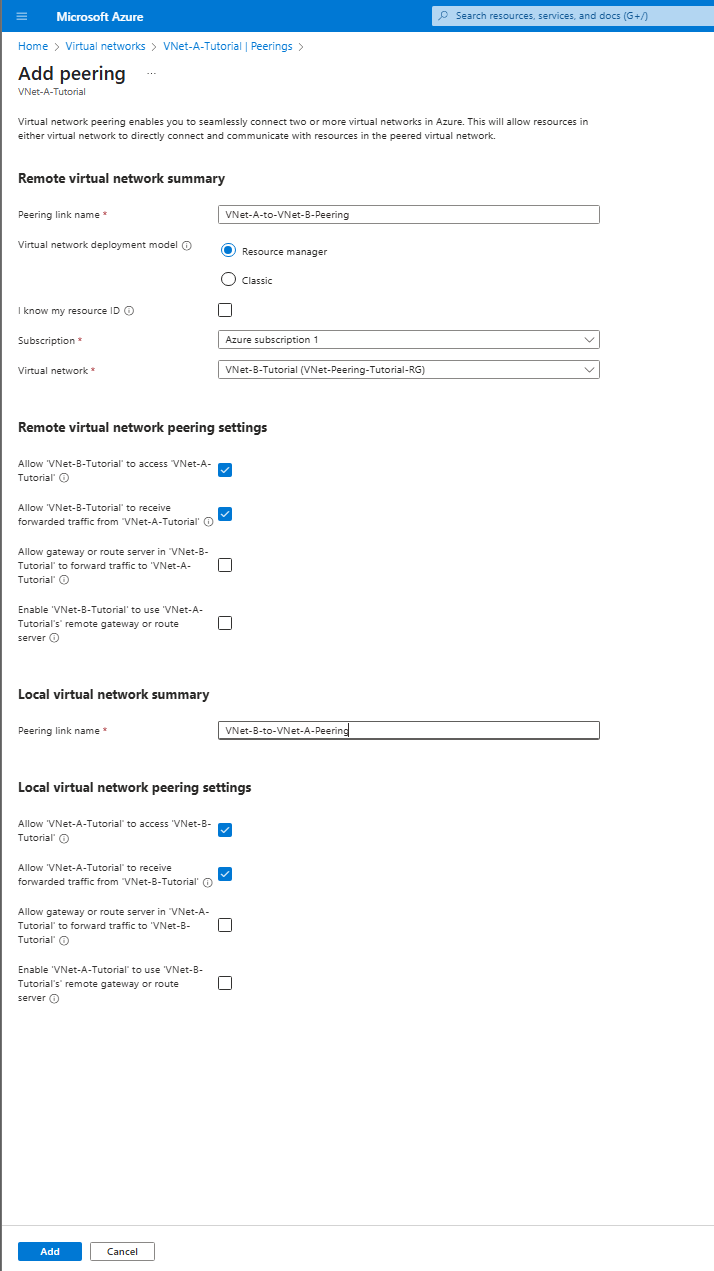 Microsoft Azure
Search resources, services, and docs (G+/)
Home > Virtual networks > VNet-A-Tutorial | Peerings >
Add peering ...
VNet-A-Tutorial
Virtual network peering enables you to seamlessly connect two or more virtual networks in Azure. This will allow resources in
either virtual network to directly connect and communicate with resources in the peered virtual network.
Remote virtual network summary
Peering link name *
VNet-A-to-VNet-B-Peering
Virtual network deployment model
Resource manager
Classic
I know my resource ID
Subscription *
Azure subscription 1
Virtual network *
VNet-B-Tutorial (VNet-Peering-Tutorial-RG)
Remote virtual network peering settings
Allow 'VNet-B-Tutorial' to access 'VNet-A-
Tutorial'
Allow 'VNet-B-Tutorial' to receive
forwarded traffic from 'VNet-A-Tutorial'
Allow gateway or route server in 'VNet-B-
Tutorial' to forward traffic to 'VNet-A-
Tutorial'
Enable 'VNet-B-Tutorial' to use 'VNet-A-
Tutorial's' remote gateway or route
server
Local virtual network summary
Peering link name *
VNet-B-to-VNet-A-Peering
Local virtual network peering settings
Allow 'VNet-A-Tutorial' to access 'VNet-B-
Tutorial'
Allow 'VNet-A-Tutorial' to receive
forwarded traffic from 'VNet-B-Tutorial'
Allow gateway or route server in 'VNet-A-
Tutorial' to forward traffic to 'VNet-B-
Tutorial'
Enable 'VNet-A-Tutorial' to use 'VNet-B-
Tutorial's' remote gateway or route
server
Add
Cancel